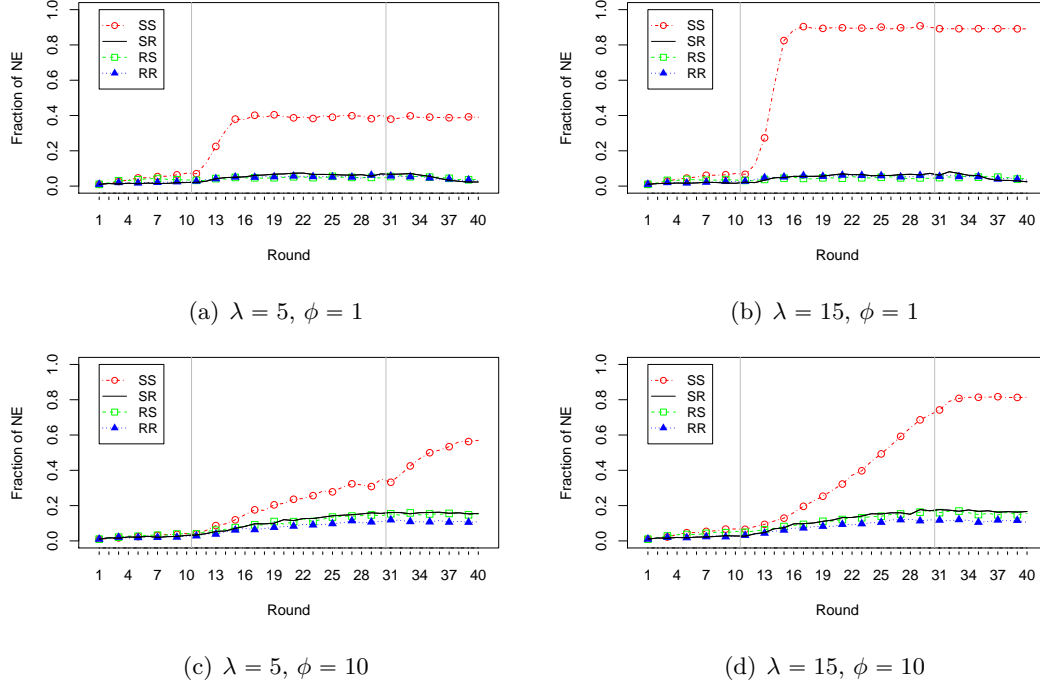 Fraction of NE
1.0
0.8
0.6
0.4
0.2
0.0
SS
SR
RS
RR
1 4 7 10 13 16 19 22 25 28 31 34 37 40
Round
(a) λ = 5, ϕ = 1
Fraction of NE
1.0
0.8
0.6
0.4
0.2
0.0
SS
SR
RS
RR
1 4 7 10 13 16 19 22 25 28 31 34 37 40
Round
(b) λ = 15, ϕ = 1
Fraction of NE
1.0
0.8
0.6
0.4
0.2
0.0
SS
SR
RS
RR
1 4 7 10 13 16 19 22 25 28 31 34 37 40
Round
(c) λ = 5, ϕ = 10
Fraction of NE
1.0
0.8
0.6
0.4
0.2
0.0
SS
SR
RS
RR
1 4 7 10 13 16 19 22 25 28 31 34 37 40
Round
(d) λ = 15, ϕ = 10